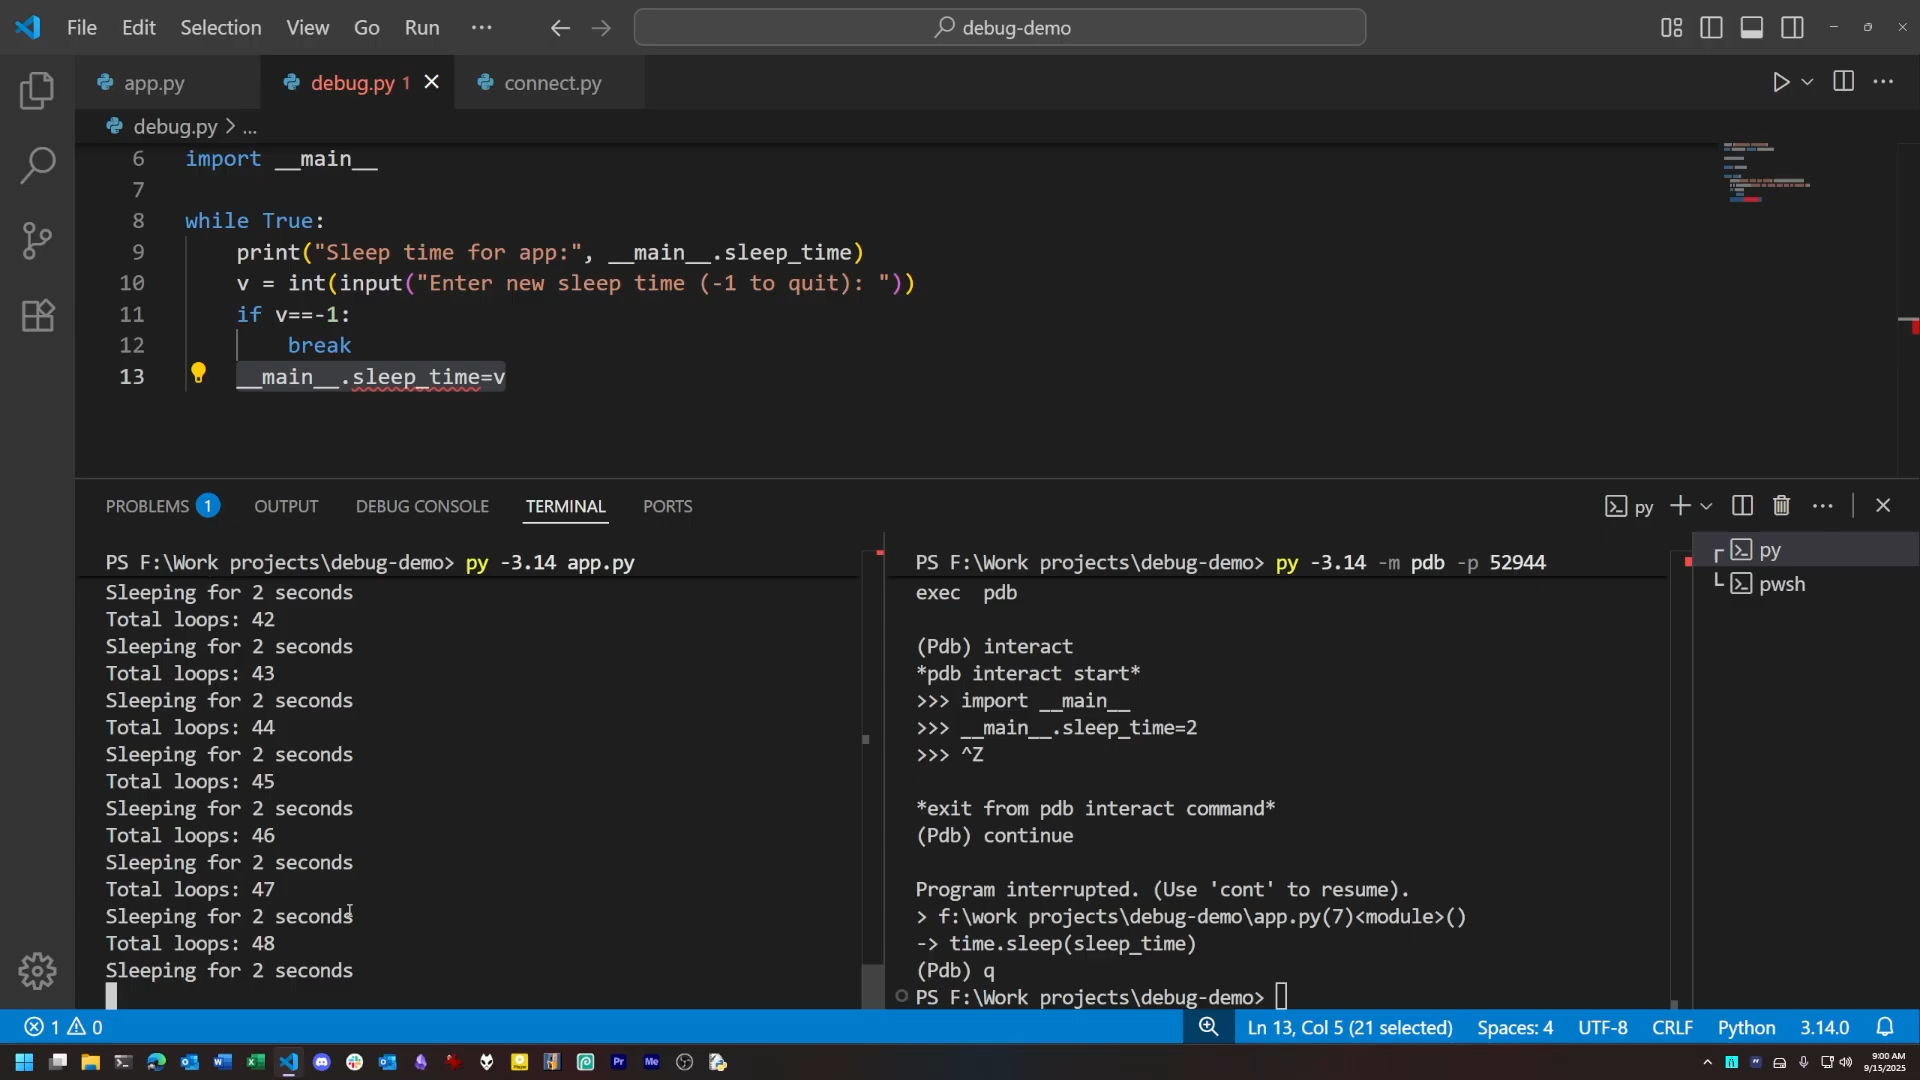 File Edit Selection View Go Run ···
debug-demo
app.py
debug.py 1
connect.py
debug.py > ...
6 import __main__
7
8 while True:
9 print("Sleep time for app:", __main__.sleep_time)
10 v = int(input("Enter new sleep time (-1 to quit): "))
11 if v==-1:
12 break
13 __main__.sleep_time=v
PROBLEMS 1 OUTPUT DEBUG CONSOLE TERMINAL PORTS
py
PS F:\Work projects\debug-demo> py -3.14 app.py
Sleeping for 2 seconds
Total loops: 42
Sleeping for 2 seconds
Total loops: 43
Sleeping for 2 seconds
Total loops: 44
Sleeping for 2 seconds
Total loops: 45
Sleeping for 2 seconds
Total loops: 46
Sleeping for 2 seconds
Total loops: 47
Sleeping for 2 seconds
Total loops: 48
Sleeping for 2 seconds
PS F:\Work projects\debug-demo> py -3.14 -m pdb -p 52944
exec pdb
(Pdb) interact
*pdb interact start*
>>> import __main__
>>> __main__.sleep_time=2
>>> ^Z
*exit from pdb interact command*
(Pdb) continue
Program interrupted. (Use 'cont' to resume).
> f:\work projects\debug-demo\app.py(7)<module>()
-> time.sleep(sleep_time)
(Pdb) q
PS F:\Work projects\debug-demo>
py
pwsh
1 0
Ln 13, Col 5 (21 selected) Spaces: 4 UTF-8 CRLF Python 3.14.0
Pr Me
9:00 AM
9/15/2025